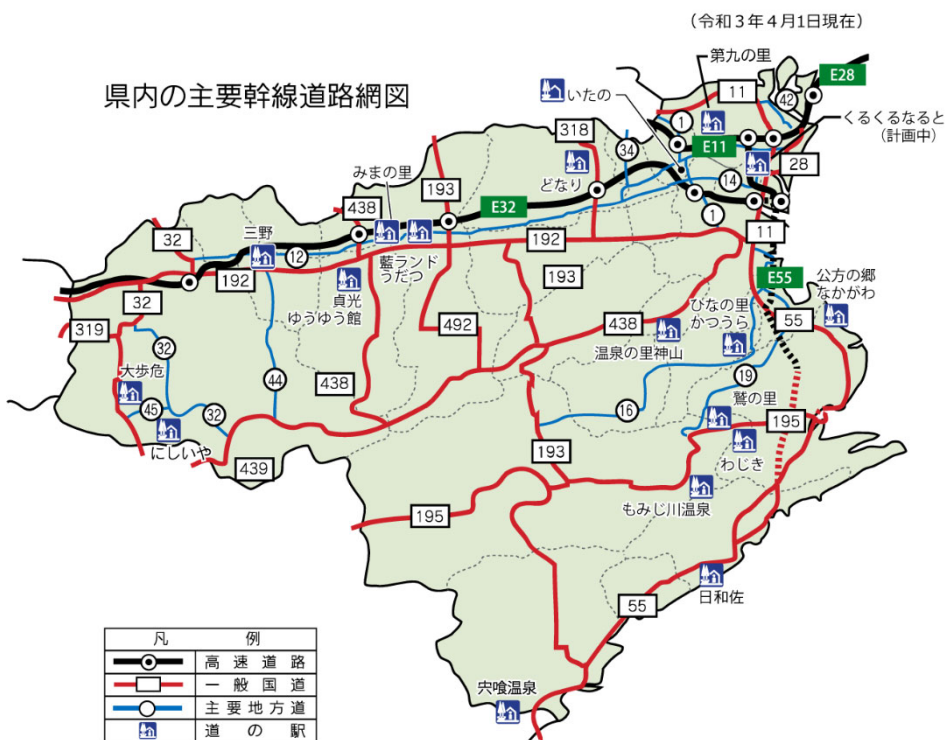 (令和3年4月1日現在)
県内の主要幹線道路網図
第九の里
E28
11
42
いたの
くるくるなると
(計画中)
1
E11
318
34
28
どなり
14
みまの里
193
438
E32
1
32
三野
192
11
12
藍ランド
うだつ
193
192
貞光
ゆうゆう館
E55
公方の郷
なかがわ
32
ひなの里
かつうら
319
492
438
55
温泉の里神山
32
大歩危
44
438
19
鷲の里
45
32
16
195
にしいや
わじき
193
439
もみじ川温泉
195
日和佐
55
宍喰温泉
凡例
高速道路
一般国道
主要地方道
道の駅